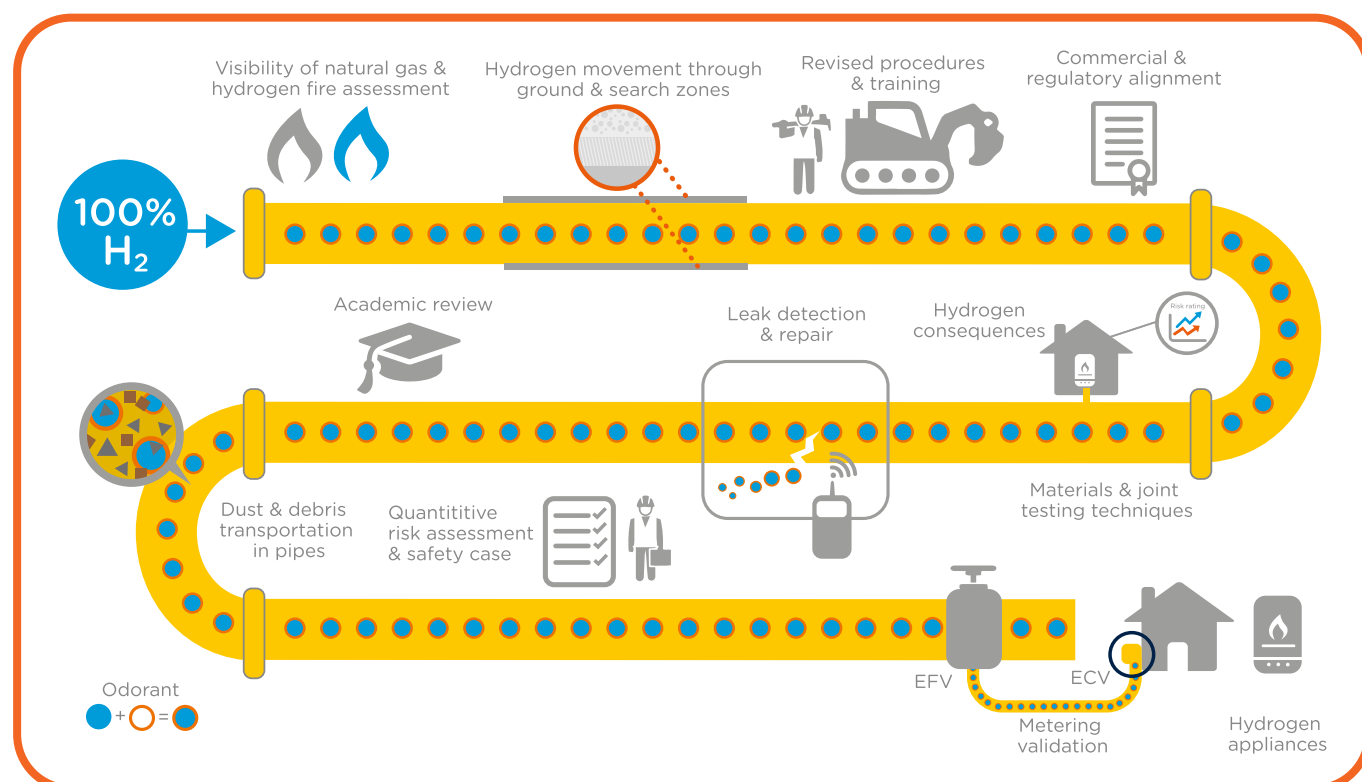 Visibility of natural gas &
hydrogen fire assessment
Hydrogen movement through
ground & search zones
Revised procedures
& training
Commercial &
regulatory alignment
100%
H₂
Academic review
Leak detection
& repair
Hydrogen
consequences
Risk rating
Dust & debris
transportation
in pipes
Quantititive
risk assessment
& safety case
Materials & joint
testing techniques
EFV
ECV
Metering
validation
Hydrogen
appliances
Odorant
+ =